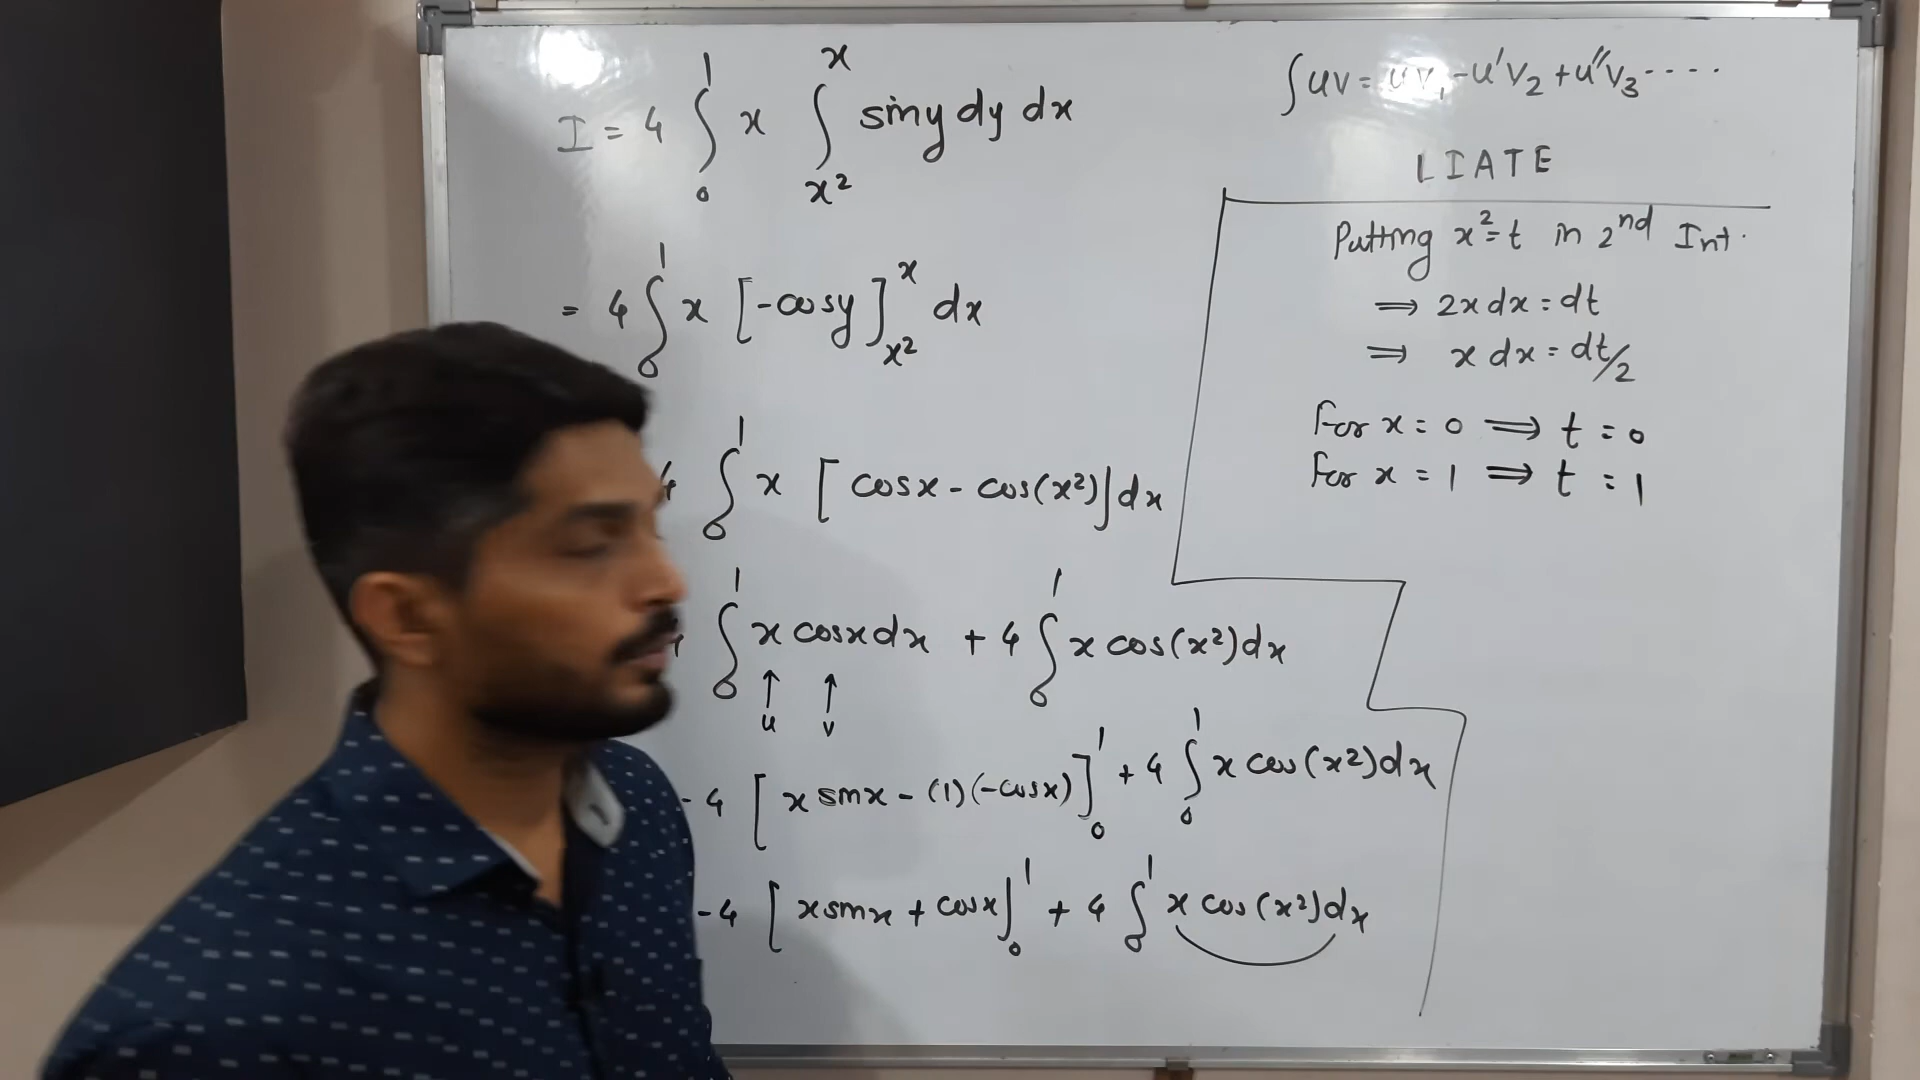 I = 4 ∫₀¹ x ∫_{x²}^{x} siny dy dx
= 4 ∫₀¹ x [-cosy]_{x²}^{x} dx
4 ∫₀¹ x [cosx - cos(x²)] dx
4 ∫₀¹ x cosx dx + 4 ∫₀¹ x cos(x²) dx
↑ ↑
u v
-4 [x sinx - (1)(-cosx)]₀¹ + 4 ∫₀¹ x cos(x²) dx
-4 [x sinx + cosx]₀¹ + 4 ∫₀¹ x cos(x²) dx
∫uv = uv₁ - u'v₂ + u''v₃ ....
LIATE
Putting x² = t in 2nd Int.
⇒ 2x dx = dt
⇒ x dx = dt/2
For x = 0 ⇒ t = 0
For x = 1 ⇒ t = 1